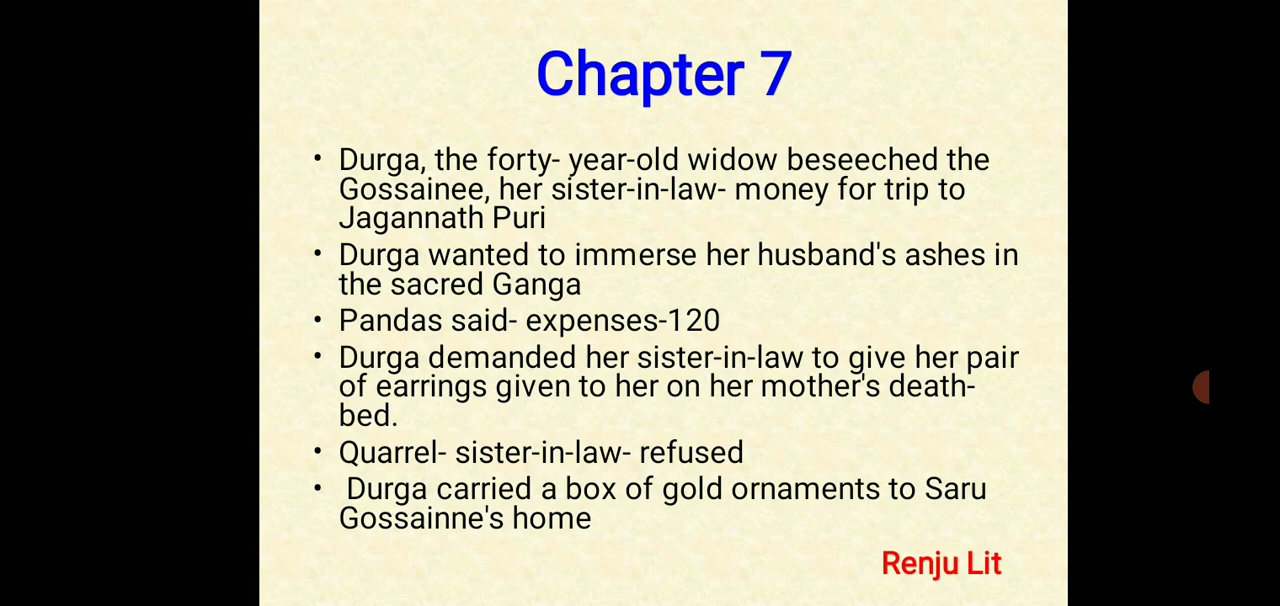 Chapter 7
• Durga, the forty- year-old widow beseeched the
Gossainee, her sister-in-law- money for trip to
Jagannath Puri
• Durga wanted to immerse her husband's ashes in
the sacred Ganga
• Pandas said- expenses-120
• Durga demanded her sister-in-law to give her pair
of earrings given to her on her mother's death-
bed.
• Quarrel- sister-in-law- refused
• Durga carried a box of gold ornaments to Saru
Gossainne's home
Renju Lit